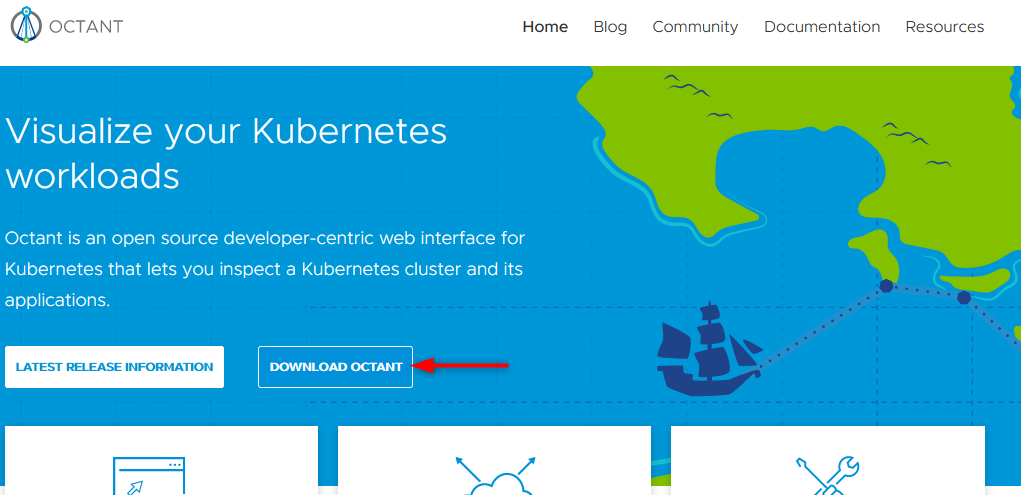 OCTANT
Home
Blog
Community
Documentation
Resources
Visualize your Kubernetes
workloads
Octant is an open source developer-centric web interface for
Kubernetes that lets you inspect a Kubernetes cluster and its
applications.
LATEST RELEASE INFORMATION
DOWNLOAD OCTANT